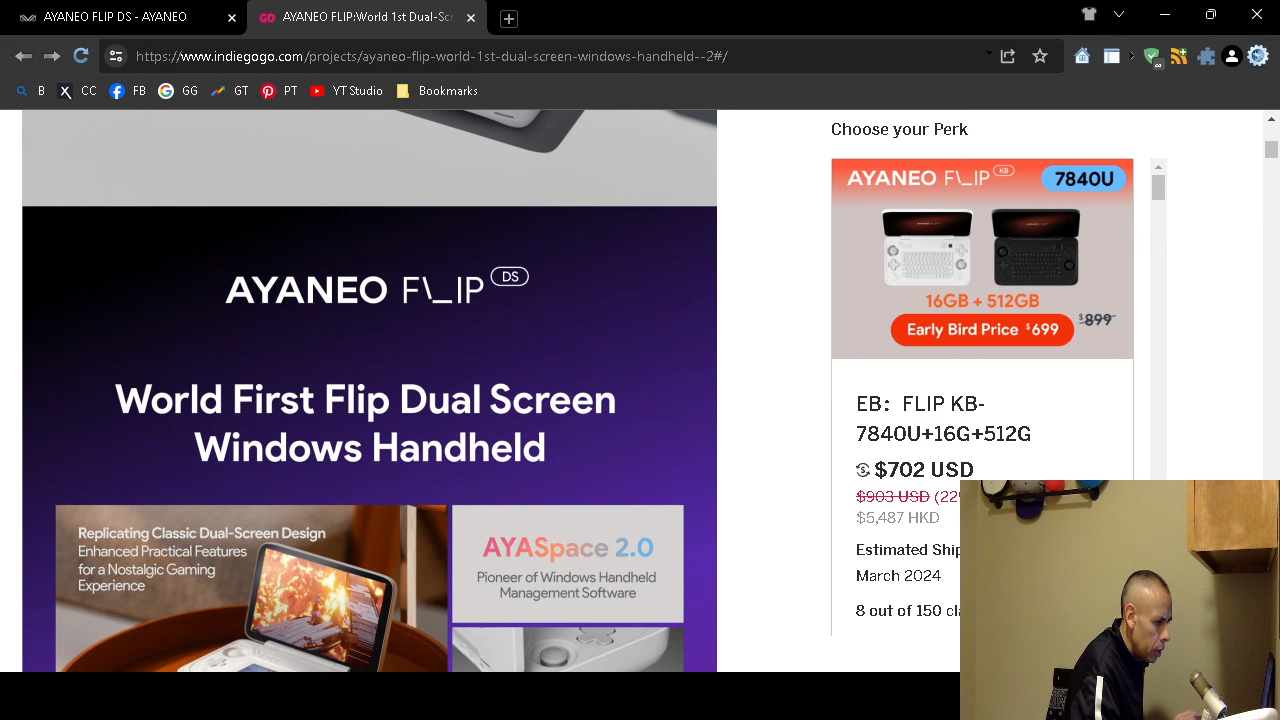 AYANEO FLIP DS - AYANEO
GO AYANEO FLIP:World 1st Dual-Scr
https://www.indiegogo.com/projects/ayaneo-flip-world-1st-dual-screen-windows-handheld--2#/
B CC FB GG GT PT YT Studio Bookmarks
Choose your Perk
AYANEO FLIP KB 7840U
16GB + 512GB
Early Bird Price $699 $899
EB: FLIP KB-
7840U+16G+512G
$702 USD
$903 USD (22%
$5,487 HKD
Estimated Ship
March 2024
8 out of 150 cla
AYANEO FLIP DS
World First Flip Dual Screen
Windows Handheld
Replicating Classic Dual-Screen Design
Enhanced Practical Features
for a Nostalgic Gaming
Experience
AYASpace 2.0
Pioneer of Windows Handheld
Management Software